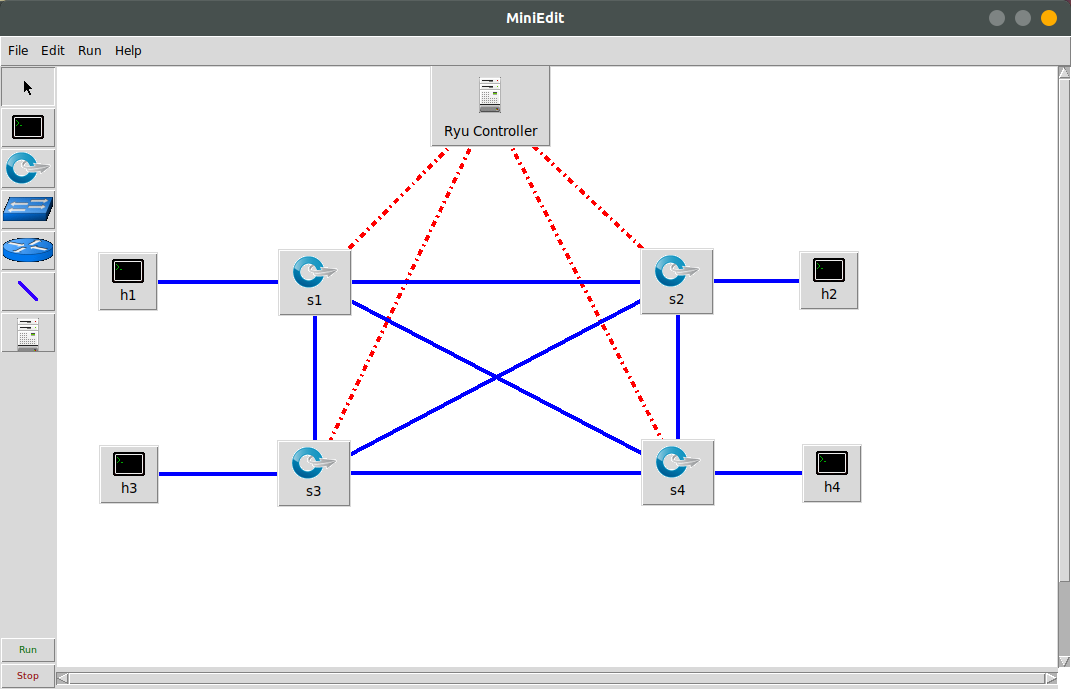 MiniEdit
File Edit Run Help
Ryu Controller
h1
s1
s2
h2
h3
s3
s4
h4
Run
Stop